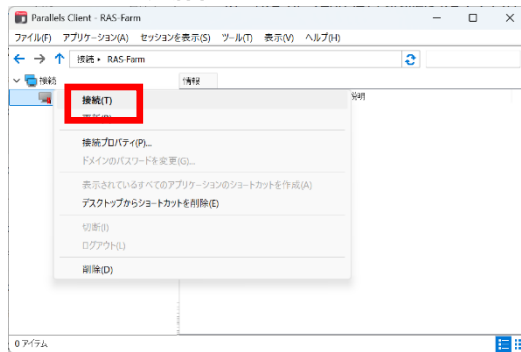 Parallels Client - RAS-Farm
ファイル(F) アプリケーション(A) セッションを表示(S) ツール(T) 表示(V) ヘルプ(H)
接続 • RAS-Farm
接続
情報
説明
接続(T)
接続プロパティ(P)...
ドメインのパスワードを変更(G)...
表示されているすべてのアプリケーションのショートカットを作成(A)
デスクトップからショートカットを削除(E)
切断(I)
ログアウト(L)
削除(D)
0 アイテム